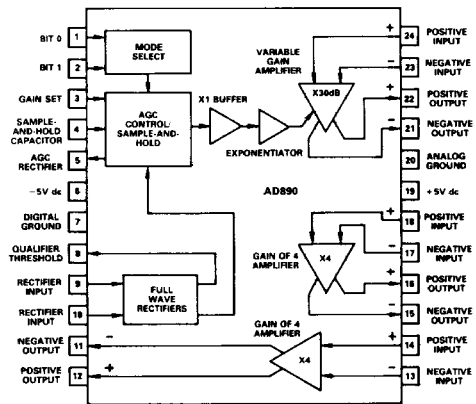 BIT 0
1
BIT 1
2
GAIN SET
3
SAMPLE-
AND-HOLD
CAPACITOR
4
AGC
RECTIFIER
5
-5V dc
6
DIGITAL
GROUND
7
QUALIFIER
THRESHOLD
8
RECTIFIER
INPUT
9
RECTIFIER
INPUT
10
NEGATIVE
OUTPUT
11
POSITIVE
OUTPUT
12
MODE
SELECT
AGC
CONTROL/
SAMPLE-AND-
HOLD
X1 BUFFER
EXPONENTIATOR
VARIABLE
GAIN
AMPLIFIER
X30dB
AD890
GAIN OF 4
AMPLIFIER
X4
FULL
WAVE
RECTIFIERS
GAIN OF 4
AMPLIFIER
X4
-
+
+
24
POSITIVE
INPUT
-
23
NEGATIVE
INPUT
+
22
POSITIVE
OUTPUT
-
21
NEGATIVE
OUTPUT
20
ANALOG
GROUND
19
+5V dc
+
18
POSITIVE
INPUT
-
17
NEGATIVE
INPUT
+
16
POSITIVE
OUTPUT
-
15
NEGATIVE
OUTPUT
+
14
POSITIVE
INPUT
-
13
NEGATIVE
INPUT